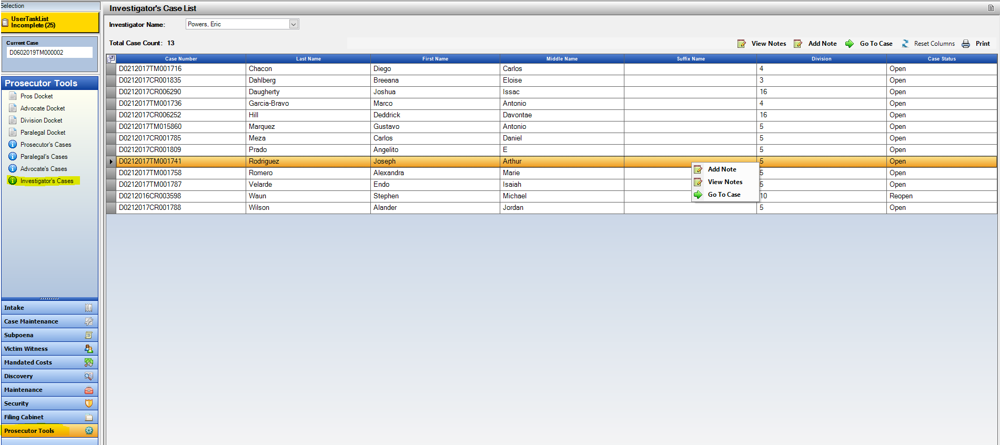 Selection
UserTaskList
Incomplete (25)
Current Case
D0602019TM000002
Prosecutor Tools
Pros Docket
Advocate Docket
Division Docket
Paralegal Docket
Prosecutor's Cases
Paralegal's Cases
Advocate's Cases
Investigator's Cases
Intake
Case Maintenance
Subpoena
Victim Witness
Mandated Costs
Discovery
Maintenance
Security
Filing Cabinet
Prosecutor Tools
Investigator's Case List
Investigator Name: Powers, Eric
Total Case Count: 13 View Notes Add Note Go To Case Reset Columns Print
Case Number Last Name First Name Middle Name Suffix Name Division Case Status
D0212017TM001716 Chacon Diego Carlos 4 Open
D0212017CR001835 Dahlberg Breeana Eloise 3 Open
D0212017CR006290 Daugherty Joshua Issac 16 Open
D0212017TM001736 Garcia-Bravo Marco Antonio 4 Open
D0212017CR006252 Hill Deddrick Davontae 16 Open
D0212017TM015860 Marquez Gustavo Antonio 5 Open
D0212017CR001785 Meza Carlos Daniel 5 Open
D0212017CR001809 Prado Angelito E 5 Open
D0212017TM001741 Rodriguez Joseph Arthur 5 Open
D0212017TM001758 Romero Alexandra Marie 5 Open
D0212017TM001787 Velarde Endo Isaiah 5 Open
D0212016CR003598 Waun Stephen Michael 10 Reopen
D0212017CR001788 Wilson Alander Jordan 5 Open
Add Note
View Notes
Go To Case